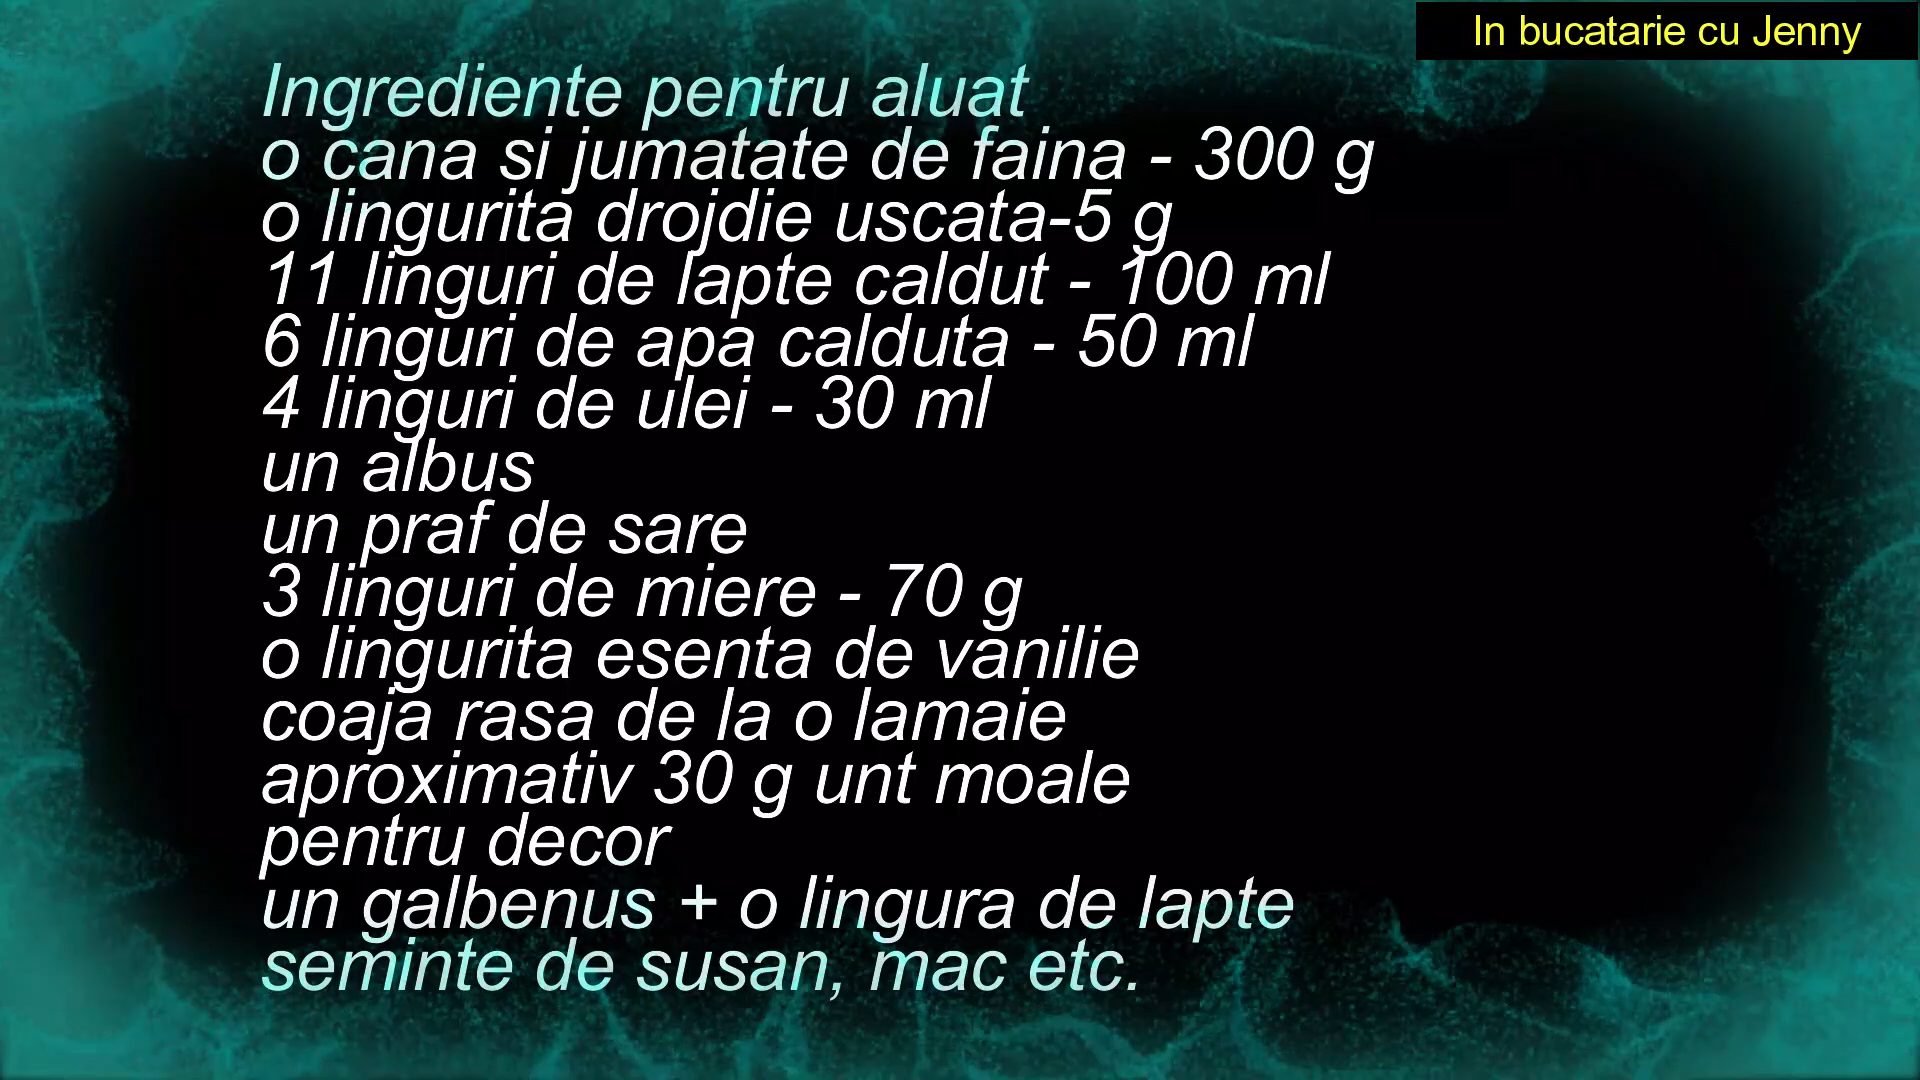 In bucatarie cu Jenny
Ingrediente pentru aluat
o cana si jumatate de faina - 300 g
o lingurita drojdie uscata-5 g
11 linguri de lapte caldut - 100 ml
6 linguri de apa calduta - 50 ml
4 linguri de ulei - 30 ml
un albus
un praf de sare
3 linguri de miere - 70 g
o lingurita esenta de vanilie
coaja rasa de la o lamaie
aproximativ 30 g unt moale
pentru decor
un galbenus + o lingura de lapte
seminte de susan, mac etc.